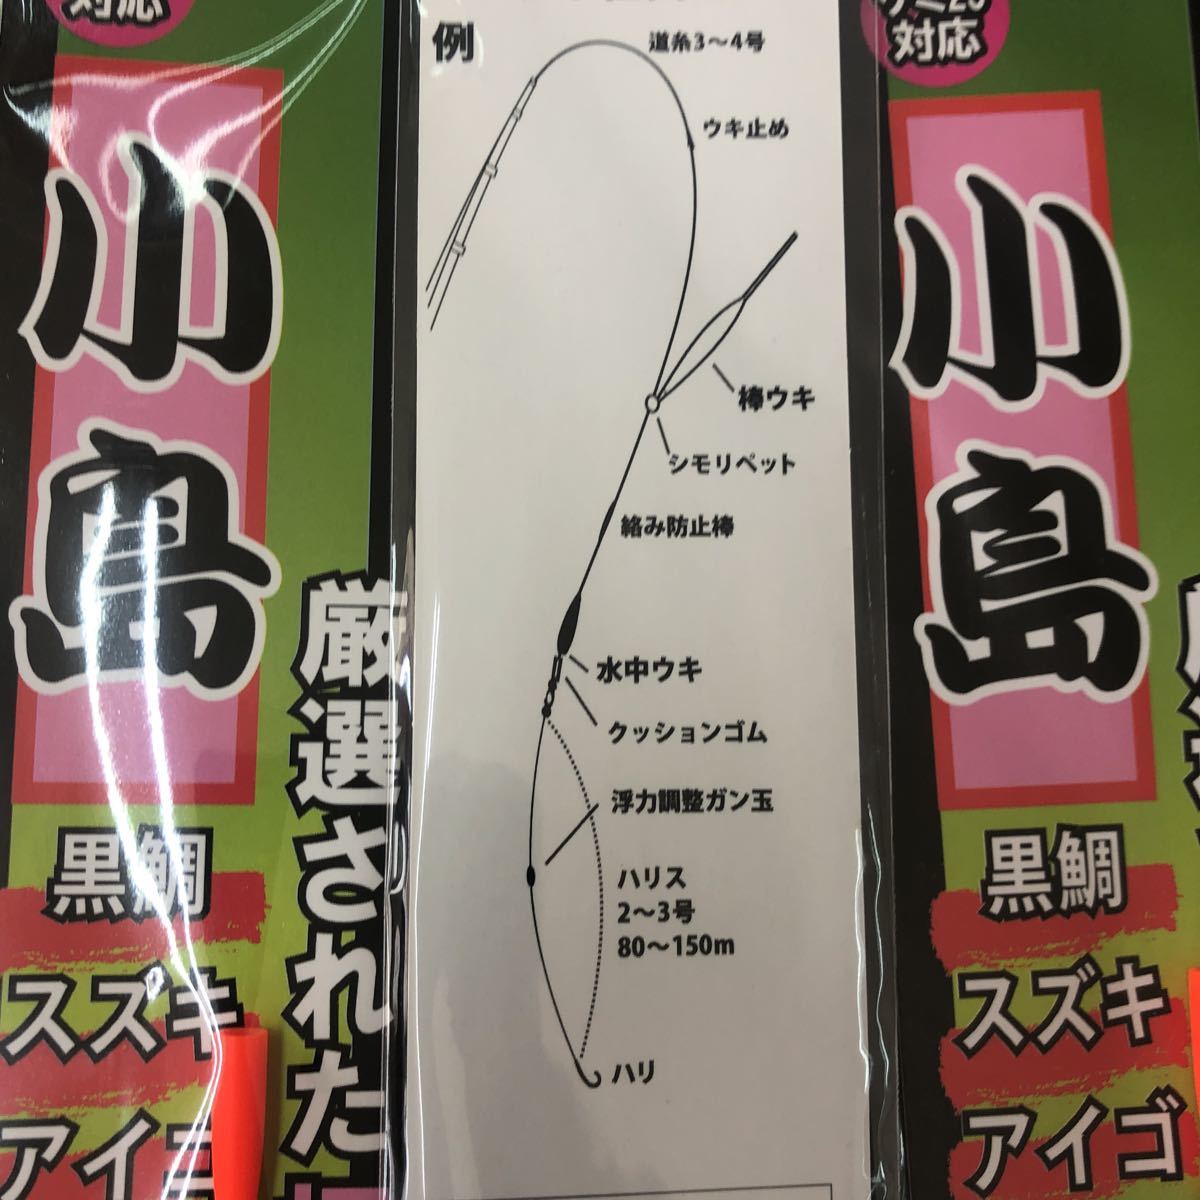 対応
小島
厳選された
黒鯛
スズキ
アイゴ
例
道糸3〜4号
ウキ止め
棒ウキ
シモリペット
絡み防止棒
水中ウキ
クッションゴム
浮力調整ガン玉
ハリス
2〜3号
80〜150m
ハリ
対応
小島
黒鯛
スズキ
アイゴ